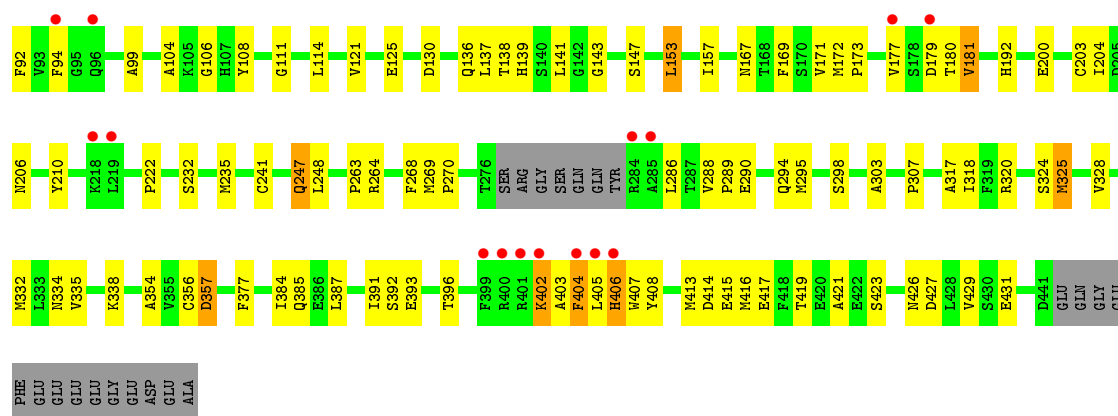 F92 V93 F94 G95 Q96 A99 A104 K105 G106 H107 Y108 G111 L114 V121 E125 D130 Q136 L137 T138 H139 S140 L141 G142 G143 S147 L153 I157 N167 T168 F169 S170 V171 M172 P173 V177 S178 D179 T180 V181 H192 E200 C203 I204 D205
N206 Y210 K218 L219 P222 S232 M235 C241 Q247 L248 P263 R264 F268 M269 P270 T276 SER ARG GLY SER GLN GLN TYR R284 A285 L286 T287 V288 P289 E290 Q294 M295 S298 A303 P307 A317 I318 F319 R320 S324 M325 V328
M332 L333 N334 V335 K338 A354 V355 C356 D357 F377 I384 Q385 E386 L387 I391 S392 E393 T396 F399 R400 R401 K402 A403 F404 L405 H406 W407 Y408 M413 D414 E415 M416 E417 F418 T419 E420 A421 E422 S423 N426 D427 L428 V429 S430 E431 D441 GLU GLN GLY GLU
PHE GLU GLU GLU GLU GLY GLU ASP GLU ALA